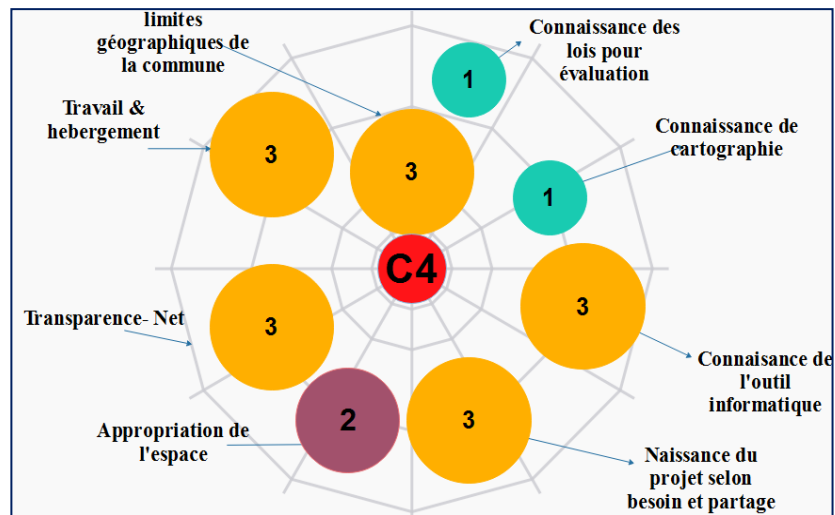 limites
géographiques de
la commune
Connaissance des
lois pour
évaluation
1
Travail &
hebergement
3
3
Connaissance de
cartographie
1
C4
Transparence- Net
3
3
Connaisance de
l'outil
informatique
Appropriation de
l'espace
2
3
Naissance du
projet selon
besoin et partage